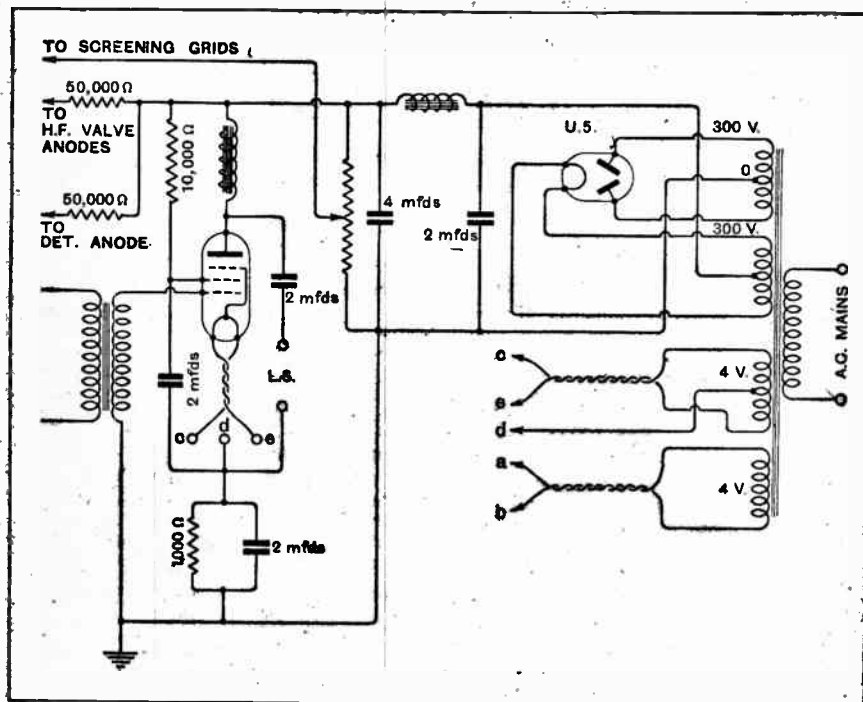 TO SCREENING GRIDS
50,000 Ω
TO
H.F. VALVE
ANODES
10,000 Ω
50,000 Ω
TO
DET. ANODE.
U.S.
300 V.
0
300 V.
4 mfds
2 mfds
2 mfds
2 mfds
L.S.
c
d
e
1,000 Ω
2 mfds
c
e
d
4 V.
a
b
4 V.
A.C. MAINS